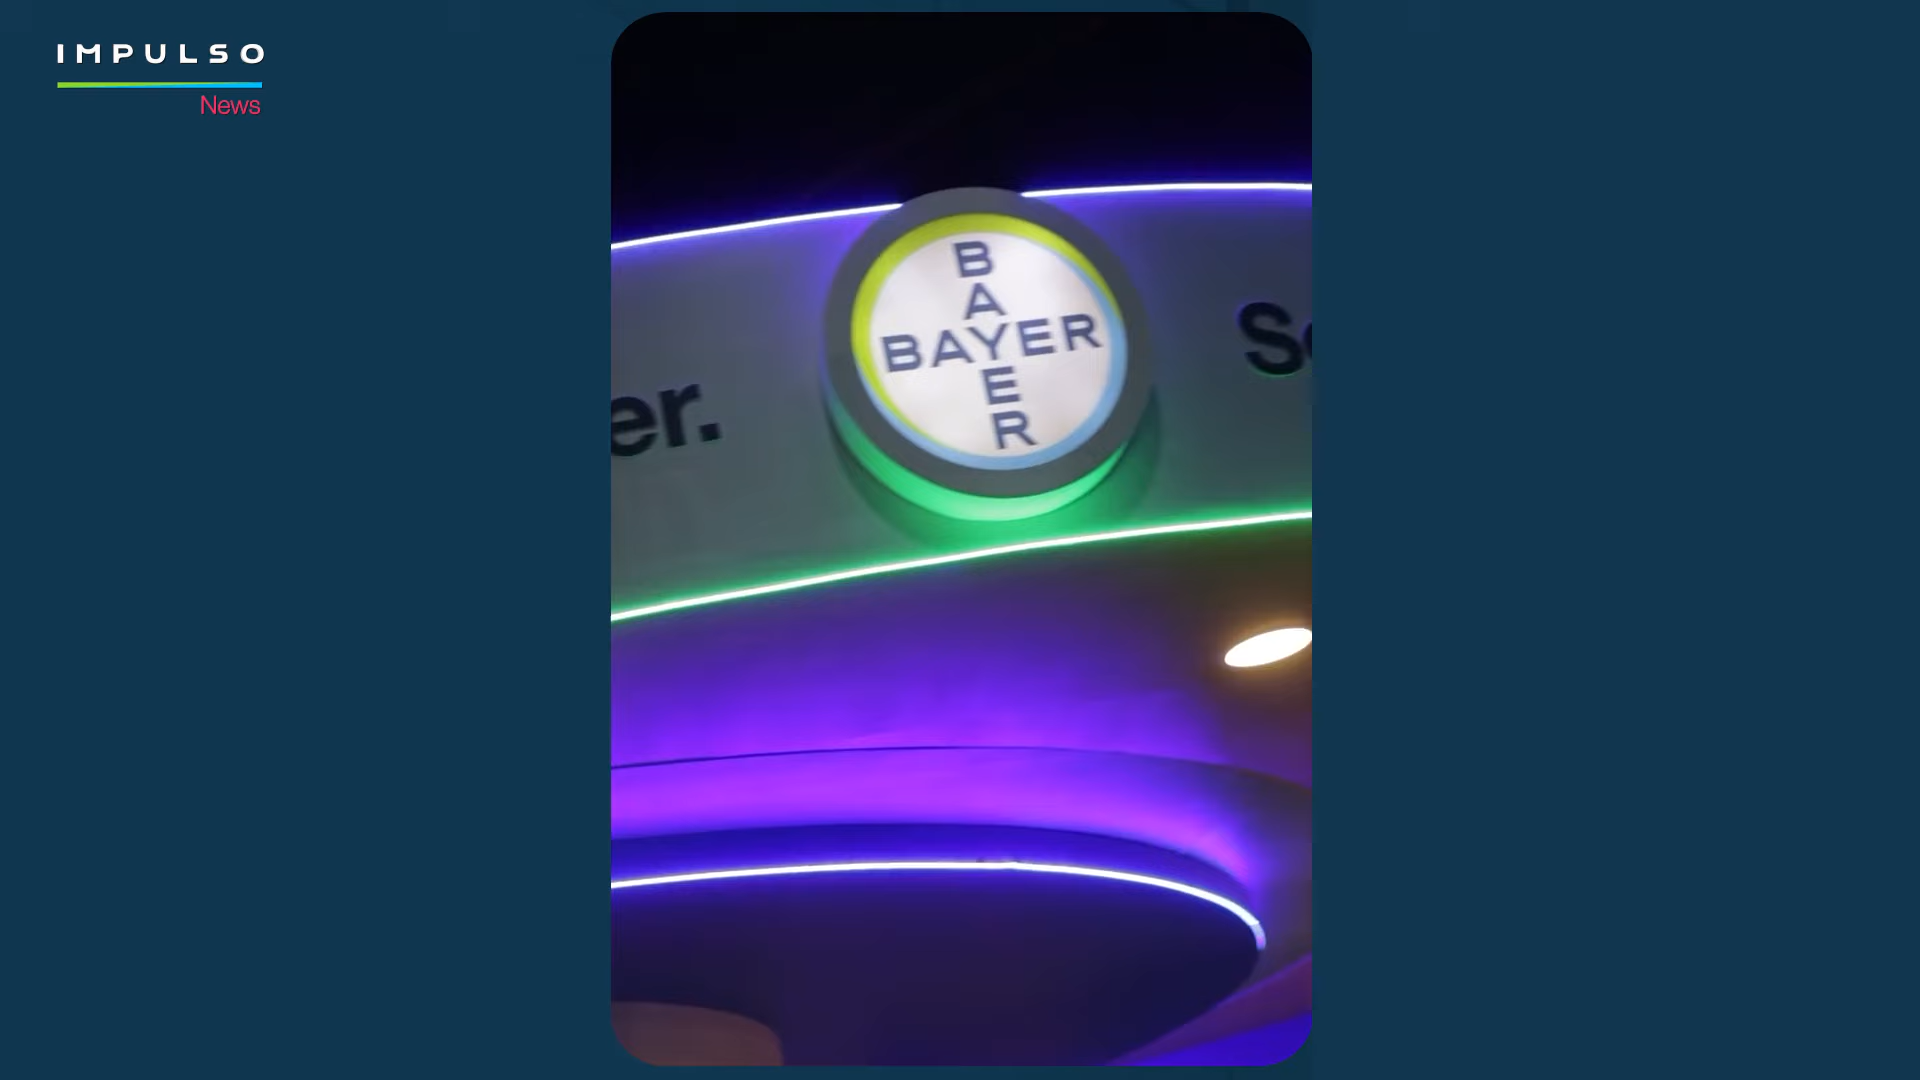 IMPULSO
News
BAYER
BAYER
er.